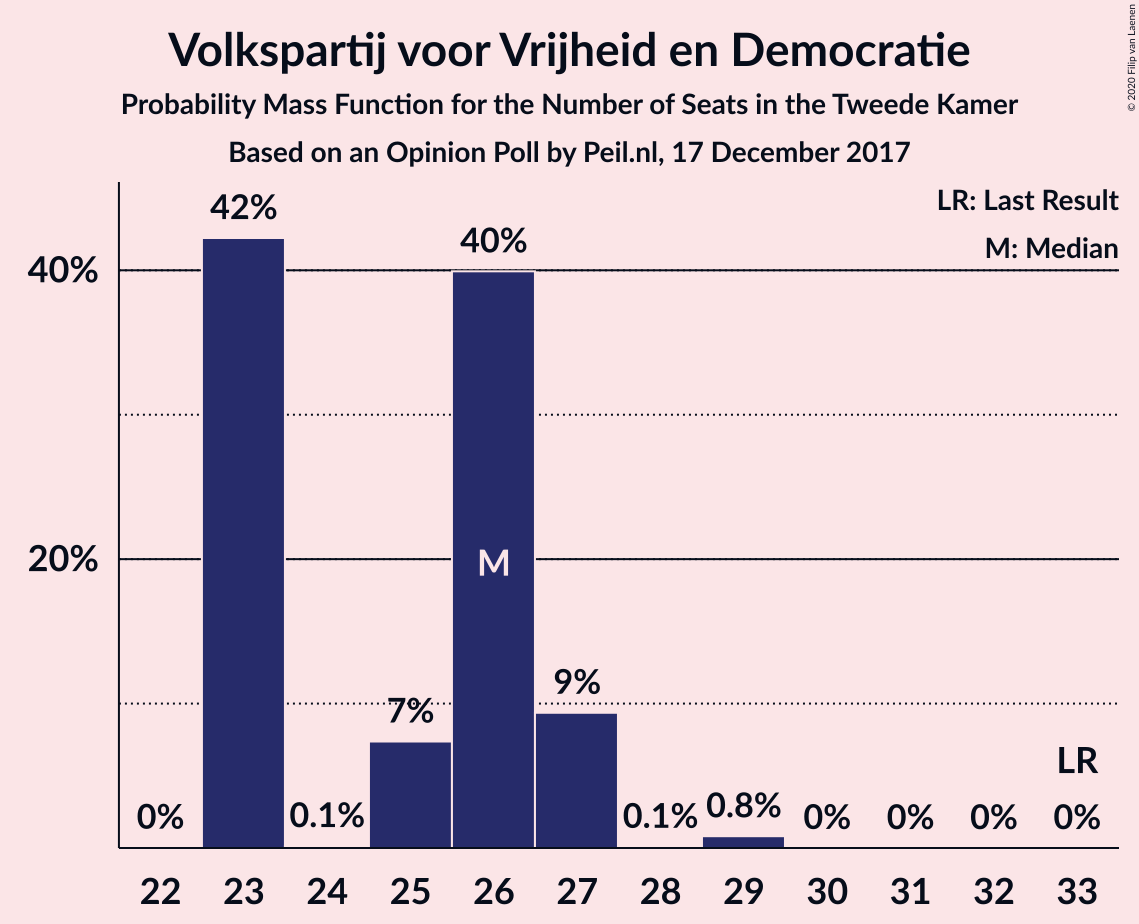 Volkspartij voor Vrijheid en Democratie
Probability Mass Function for the Number of Seats in the Tweede Kamer
Based on an Opinion Poll by Peil.nl, 17 December 2017
© 2020 Filip van Laenen
LR: Last Result
M: Median
42%
40%
40%
20%
M
9%
7%
LR
0%
0.1%
0.1%
0.8%
0%
0%
0%
0%
22 23 24 25 26 27 28 29 30 31 32 33